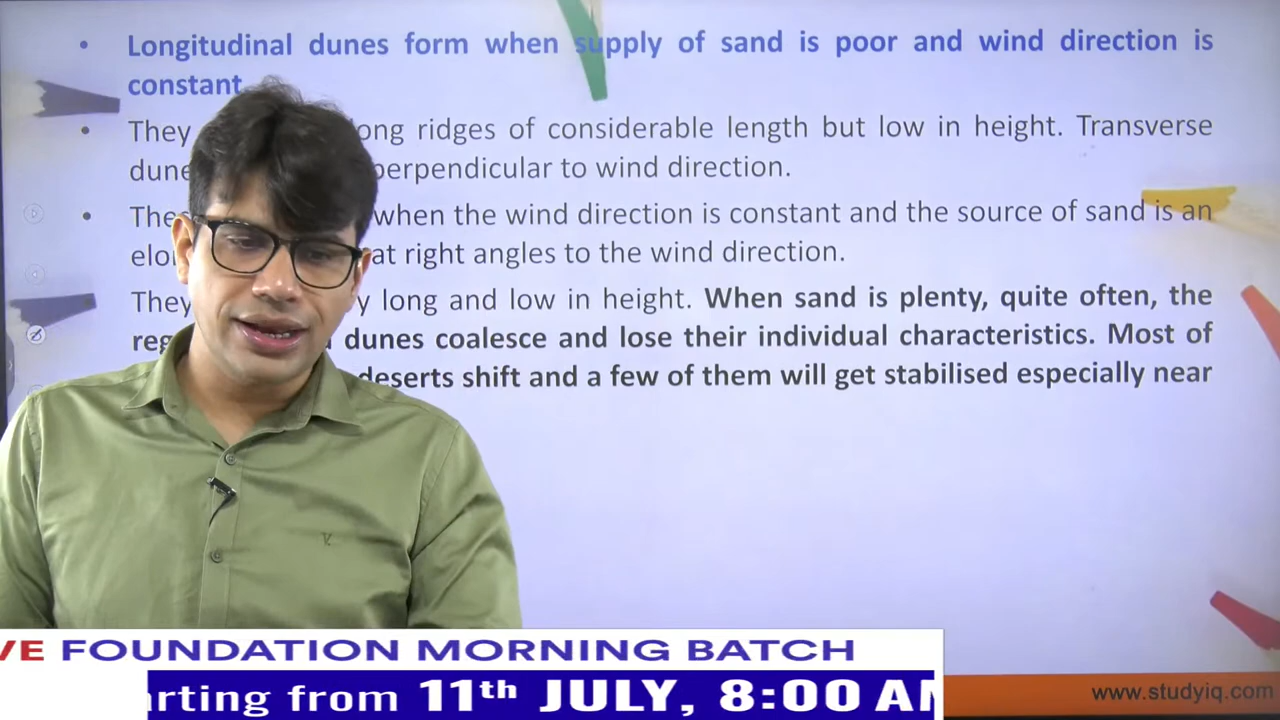 • Longitudinal dunes form when supply of sand is poor and wind direction is
constant.
• They ong ridges of considerable length but low in height. Transverse
dune perpendicular to wind direction.
• The when the wind direction is constant and the source of sand is an
elo at right angles to the wind direction.
They y long and low in height. When sand is plenty, quite often, the
reg dunes coalesce and lose their individual characteristics. Most of
deserts shift and a few of them will get stabilised especially near
VE FOUNDATION MORNING BATCH
arting from 11th JULY, 8:00 AM
www.studyiq.com